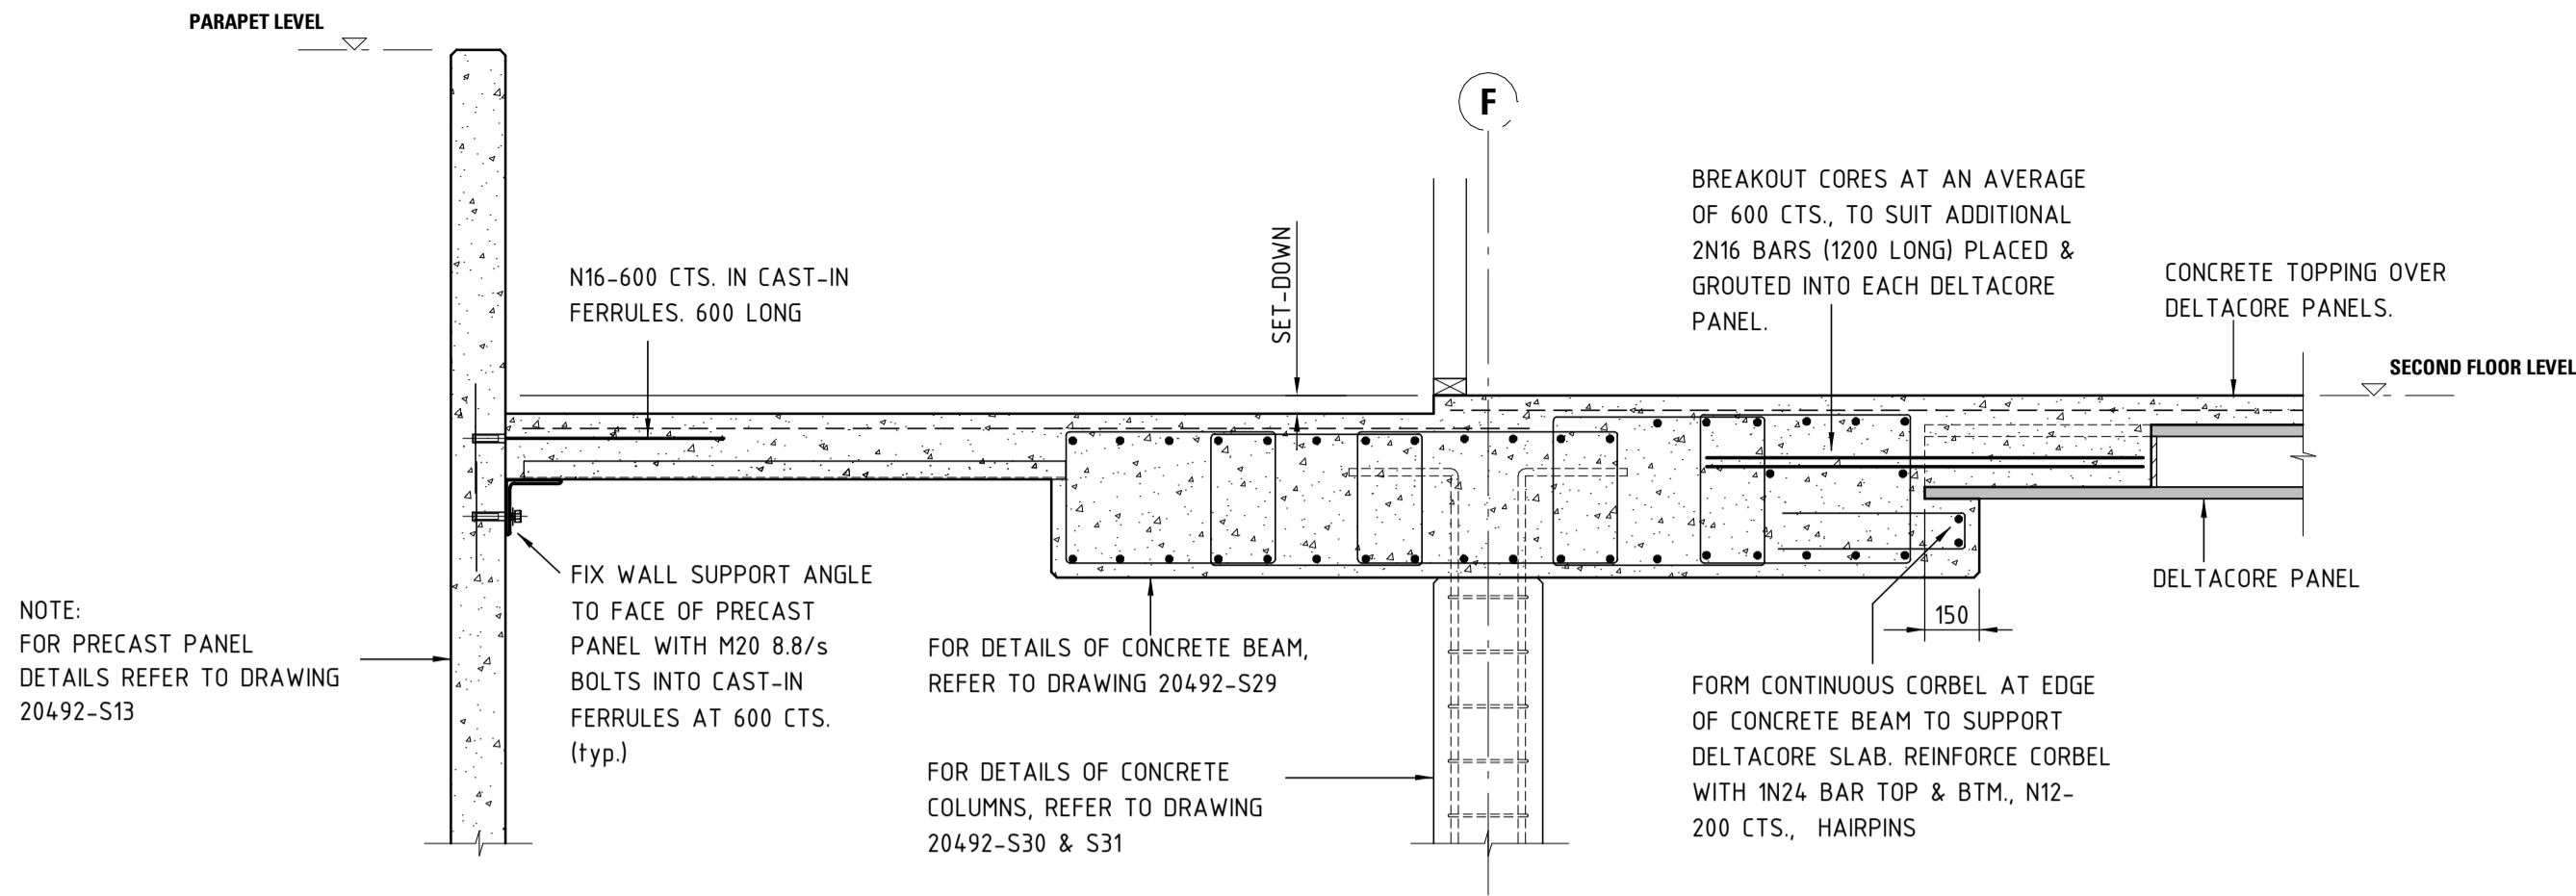 PARAPET LEVEL
F
BREAKOUT CORES AT AN AVERAGE
OF 600 CTS., TO SUIT ADDITIONAL
2N16 BARS (1200 LONG) PLACED &
GROUTED INTO EACH DELTACORE
PANEL.
N16-600 CTS. IN CAST-IN
FERRULES. 600 LONG
SET-DOWN
CONCRETE TOPPING OVER
DELTACORE PANELS.
SECOND FLOOR LEVEL
NOTE:
FOR PRECAST PANEL
DETAILS REFER TO DRAWING
20492-S13
FIX WALL SUPPORT ANGLE
TO FACE OF PRECAST
PANEL WITH M20 8.8/s
BOLTS INTO CAST-IN
FERRULES AT 600 CTS.
(typ.)
FOR DETAILS OF CONCRETE BEAM,
REFER TO DRAWING 20492-S29
FOR DETAILS OF CONCRETE
COLUMNS, REFER TO DRAWING
20492-S30 & S31
DELTACORE PANEL
150
FORM CONTINUOUS CORBEL AT EDGE
OF CONCRETE BEAM TO SUPPORT
DELTACORE SLAB. REINFORCE CORBEL
WITH 1N24 BAR TOP & BTM., N12-
200 CTS., HAIRPINS